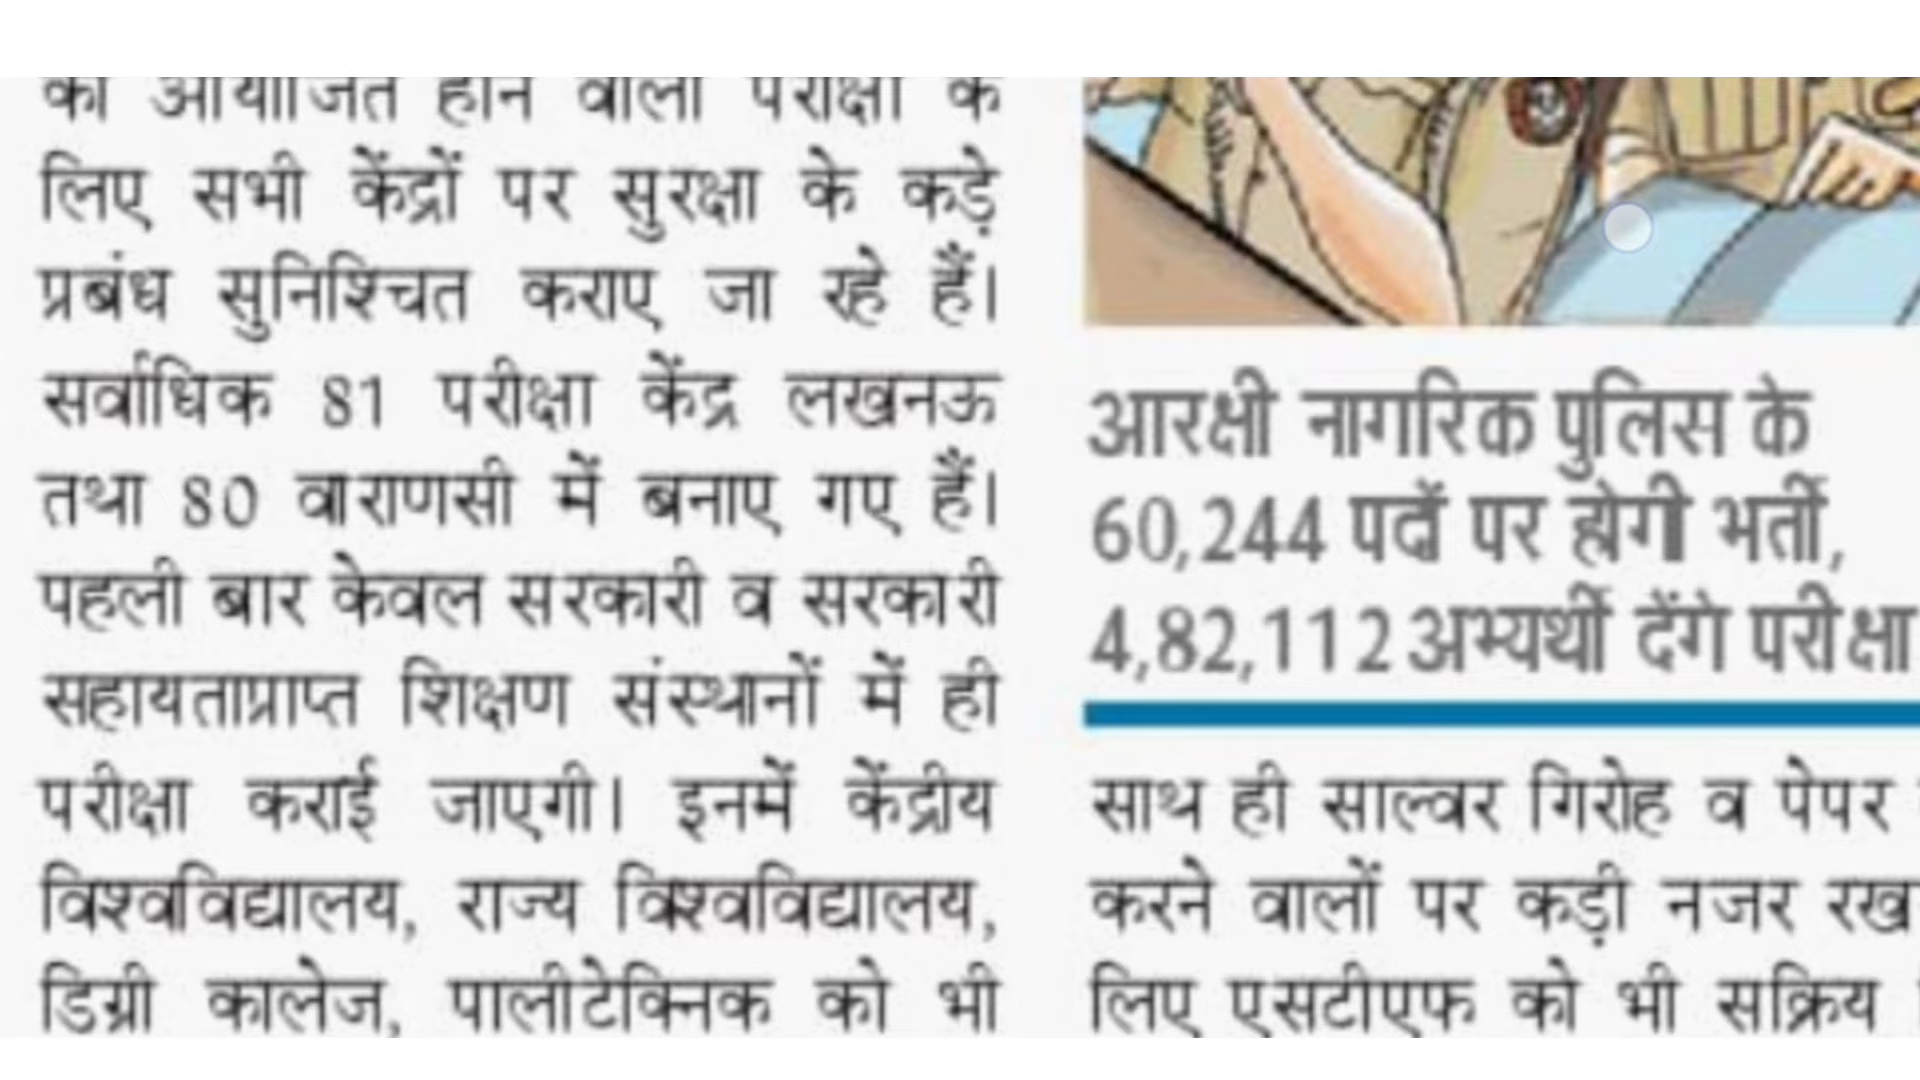 को आयोजित होने वाली परीक्षा के
लिए सभी केंद्रों पर सुरक्षा के कड़े
प्रबंध सुनिश्चित कराए जा रहे हैं।
सर्वाधिक 81 परीक्षा केंद्र लखनऊ
तथा 80 वाराणसी में बनाए गए हैं।
पहली बार केवल सरकारी व सरकारी
सहायताप्राप्त शिक्षण संस्थानों में ही
परीक्षा कराई जाएगी। इनमें केंद्रीय
विश्वविद्यालय, राज्य विश्वविद्यालय,
डिग्री कालेज, पालीटेक्निक को भी
आरक्षी नागरिक पुलिस के
60,244 पदों पर होगी भर्ती,
4,82,112 अभ्यर्थी देंगे परीक्षा
साथ ही साल्वर गिरोह व पेपर
करने वालों पर कड़ी नजर रख
लिए एसटीएफ को भी सक्रिय